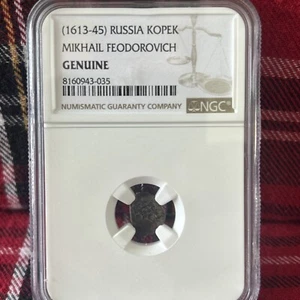 (1613-45) RUSSIA KOPEK
MIKHAIL FEODOROVICH
GENUINE
8160943-035
NUMISMATIC GUARANTY COMPANY
NGC